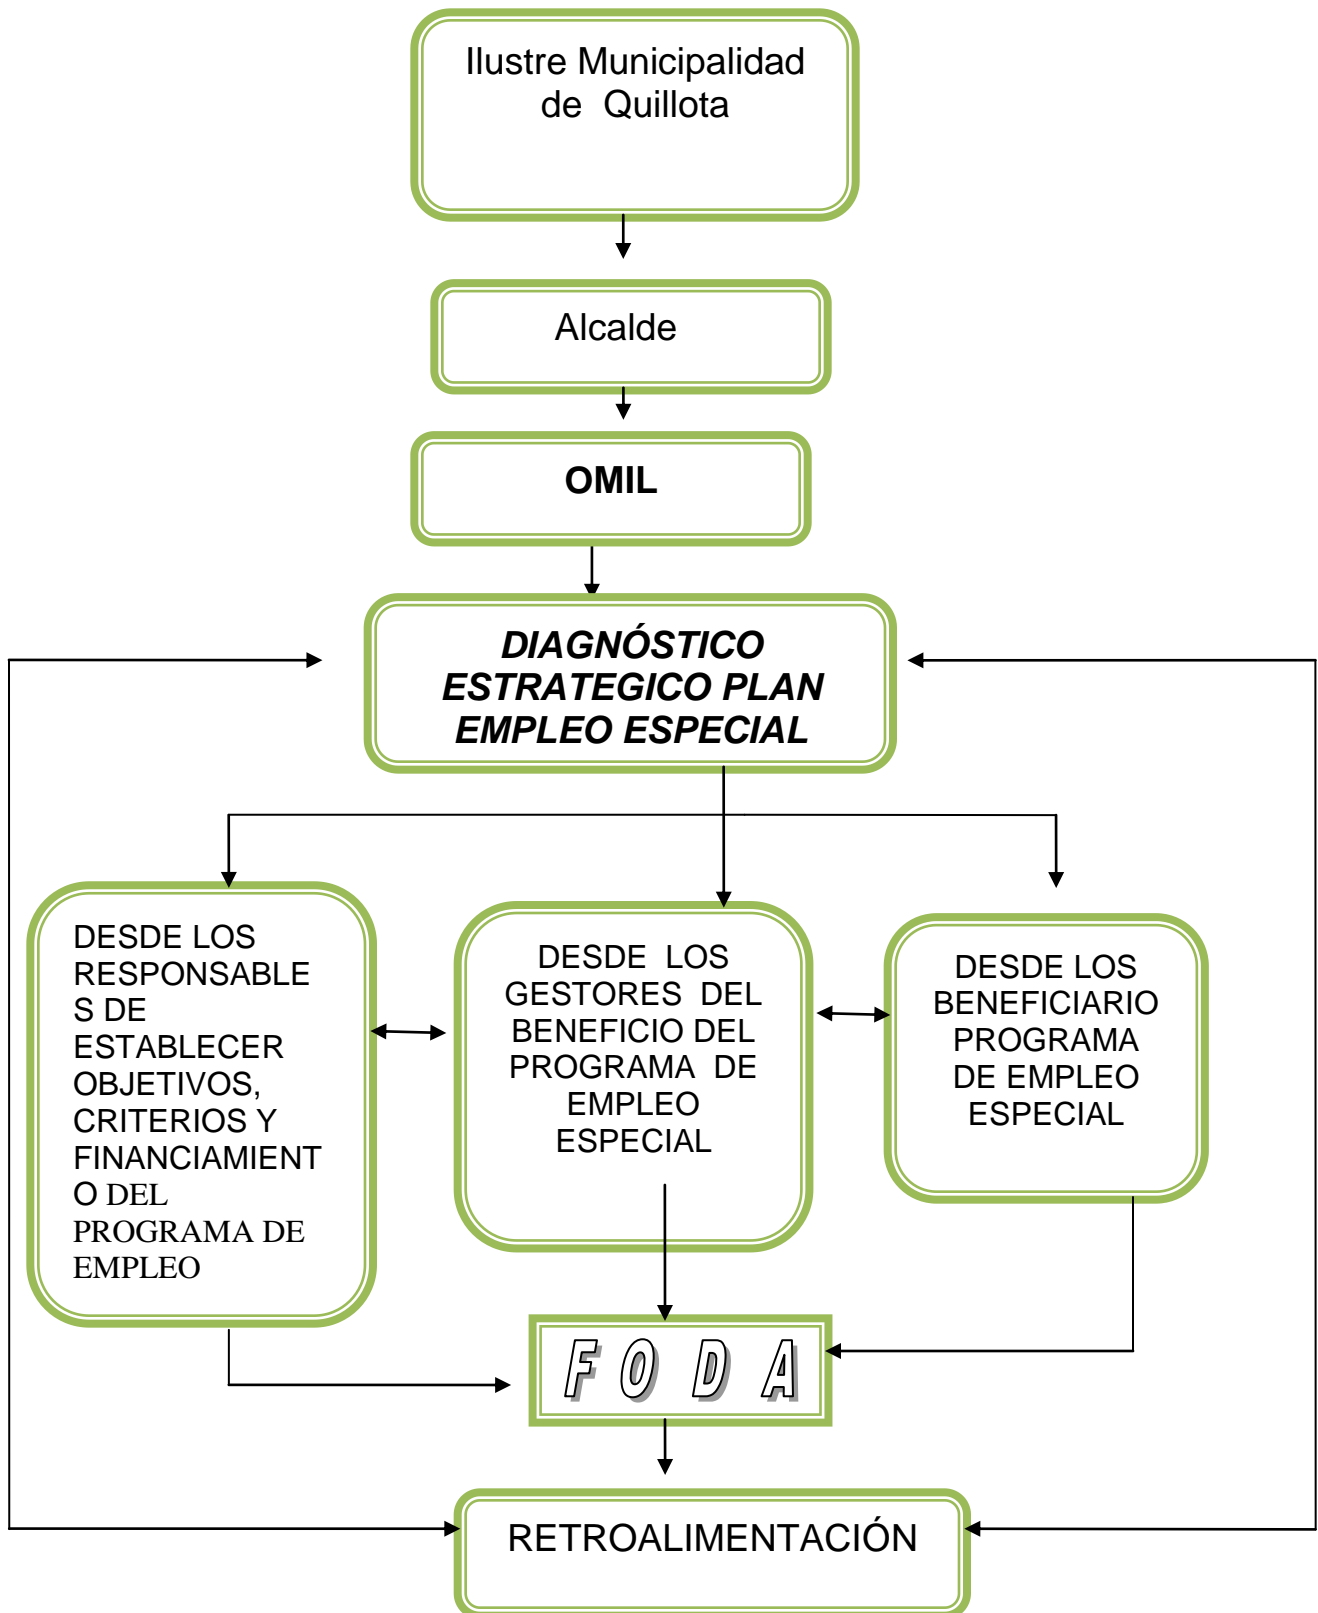 Ilustre Municipalidad
de Quillota
Alcalde
OMIL
DIAGNÓSTICO
ESTRATEGICO PLAN
EMPLEO ESPECIAL
DESDE LOS
RESPONSABLE
S DE
ESTABLECER
OBJETIVOS,
CRITERIOS Y
FINANCIAMIENT
O DEL
PROGRAMA DE
EMPLEO
DESDE LOS
GESTORES DEL
BENEFICIO DEL
PROGRAMA DE
EMPLEO
ESPECIAL
DESDE LOS
BENEFICIARIO
PROGRAMA
DE EMPLEO
ESPECIAL
F O D A
RETROALIMENTACIÓN